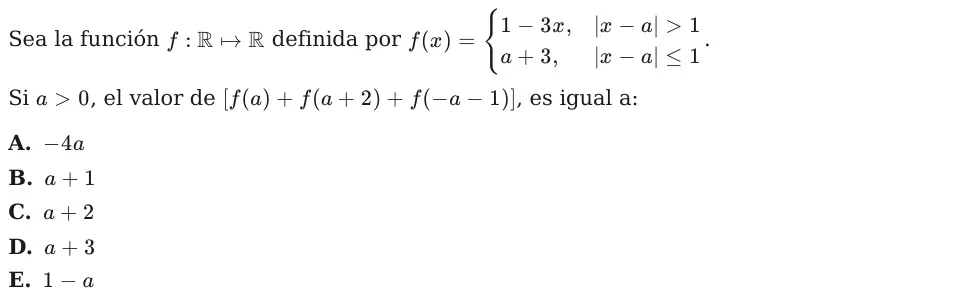 Sea la función f : ℝ ↦ ℝ definida por f(x) = { 1 − 3x, |x − a| > 1
a + 3, |x − a| ≤ 1 .
Si a > 0, el valor de [f(a) + f(a + 2) + f(−a − 1)], es igual a:
A. −4a
B. a + 1
C. a + 2
D. a + 3
E. 1 − a